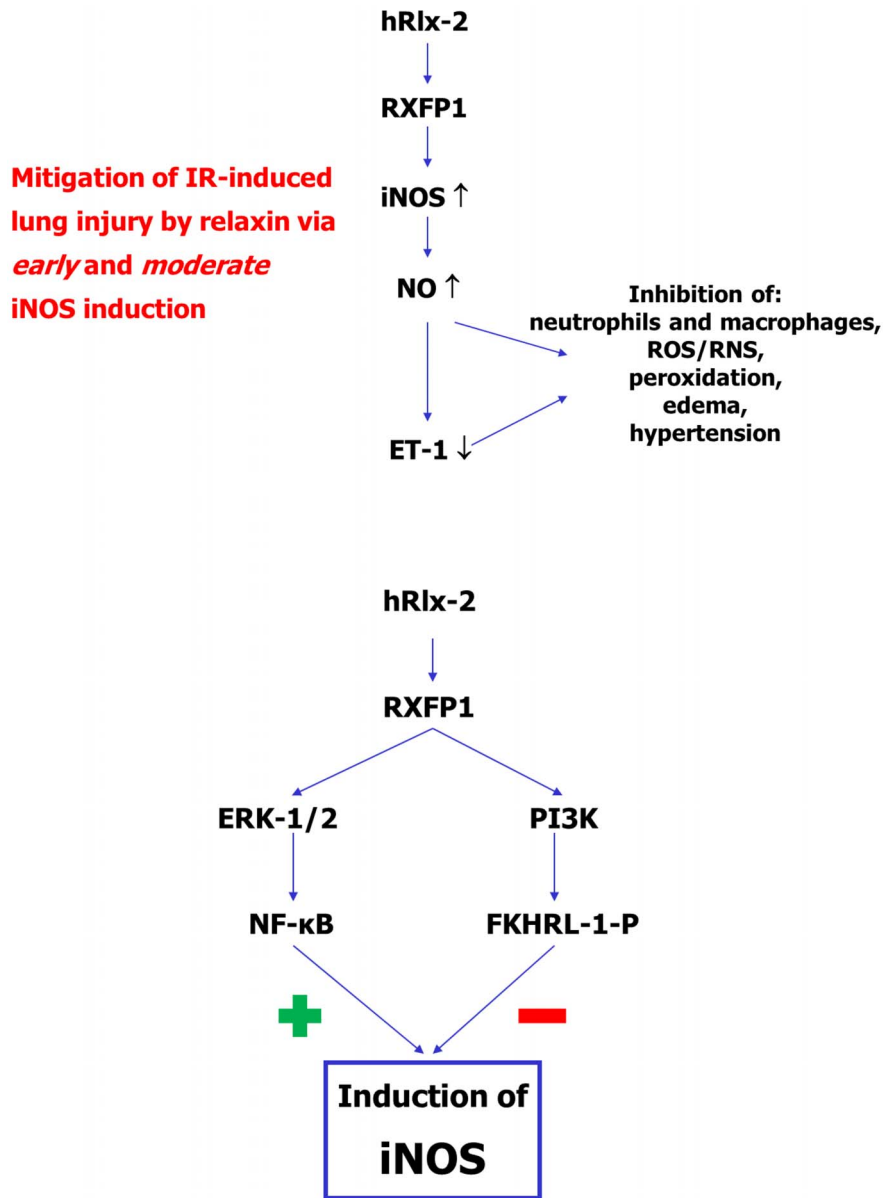 hRlx-2
RXFP1
Mitigation of IR-induced
lung injury by relaxin via
early and moderate
iNOS induction
iNOS ↑
NO ↑
Inhibition of:
neutrophils and macrophages,
ROS/RNS,
peroxidation,
edema,
hypertension
ET-1 ↓
hRlx-2
RXFP1
ERK-1/2
PI3K
NF-κB
FKHRL-1-P
+
−
Induction of
iNOS